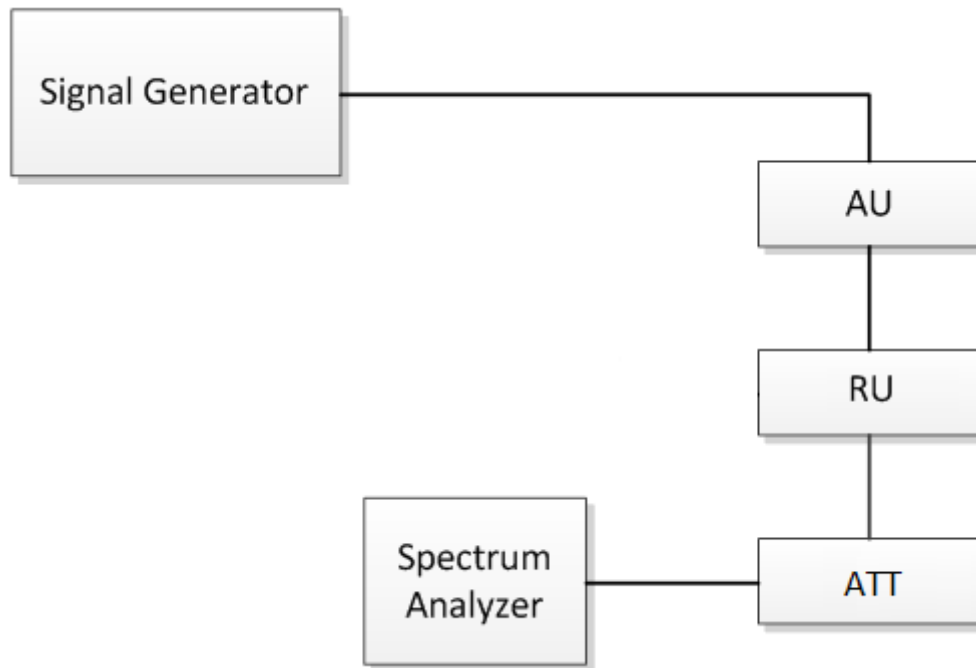 Signal Generator
AU
RU
ATT
Spectrum
Analyzer